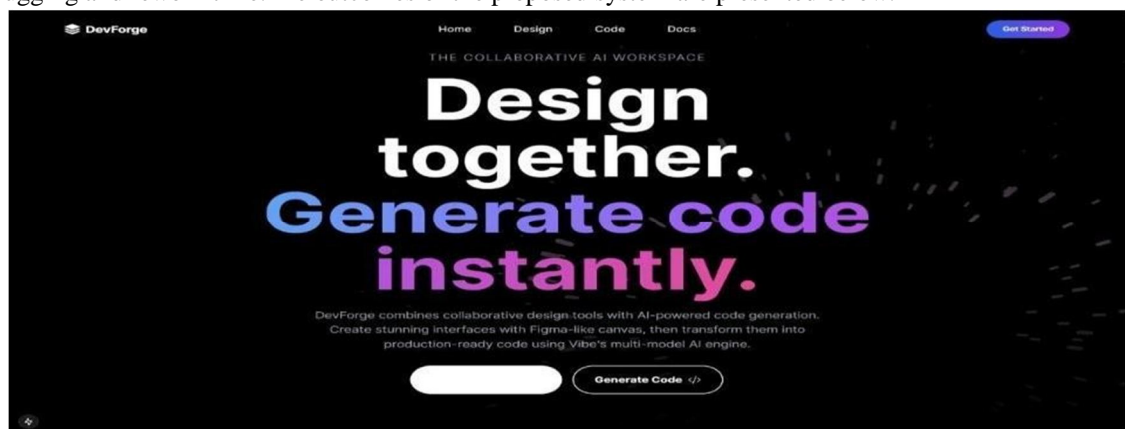 DevForge
Home Design Code Docs
Get Started
THE COLLABORATIVE AI WORKSPACE
Design
together.
Generate code
instantly.
DevForge combines collaborative design tools with AI-powered code generation.
Create stunning interfaces with Figma-like canvas, then transform them into
production-ready code using Vibe's multi-model AI engine.
Generate Code </>